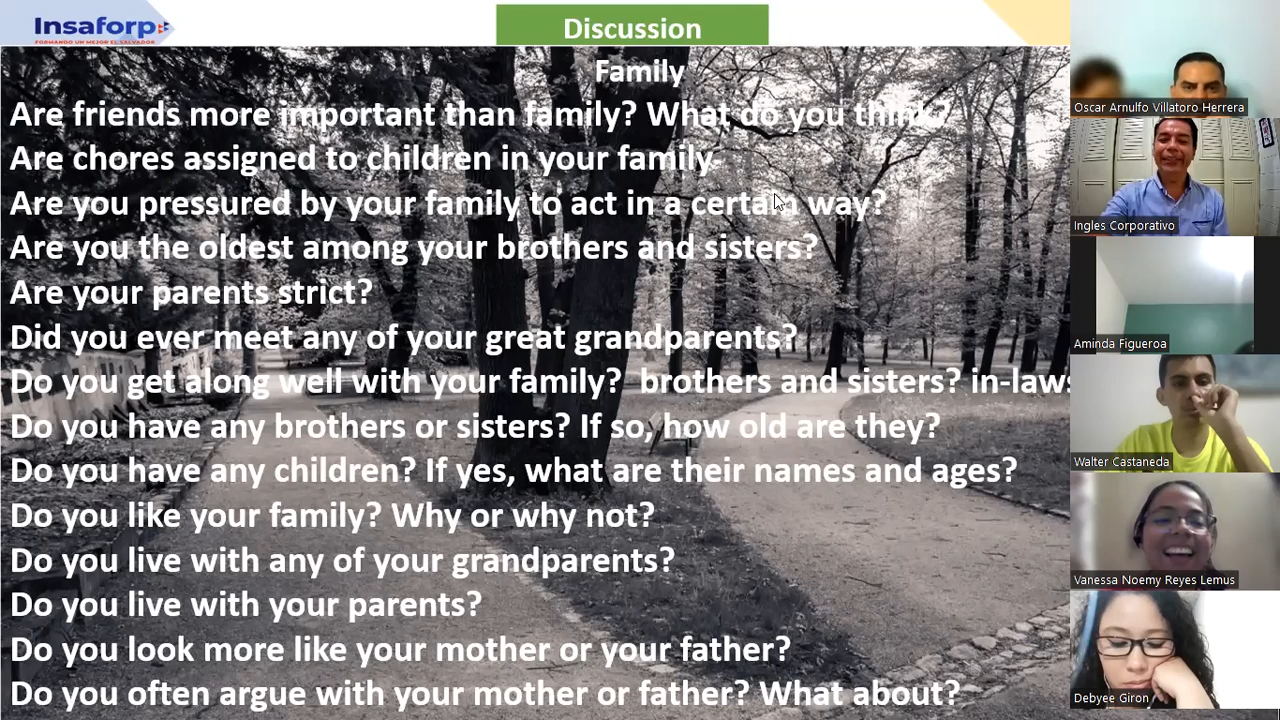 Insaforp
FORMANDO UN MEJOR EL SALVADOR
Discussion
Family
Are friends more important than family? What do you think?
Are chores assigned to children in your family-
Are you pressured by your family to act in a certain way?
Are you the oldest among your brothers and sisters?
Are your parents strict?
Did you ever meet any of your great grandparents?
Do you get along well with your family?  brothers and sisters? in-laws
Do you have any brothers or sisters? If so, how old are they?
Do you have any children? If yes, what are their names and ages?
Do you like your family? Why or why not?
Do you live with any of your grandparents?
Do you live with your parents?
Do you look more like your mother or your father?
Do you often argue with your mother or father? What about?
Oscar Arnulfo Villatoro Herrera
Ingles Corporativo
Aminda Figueroa
Walter Castaneda
Vanessa Noemy Reyes Lemus
Debyee Giron